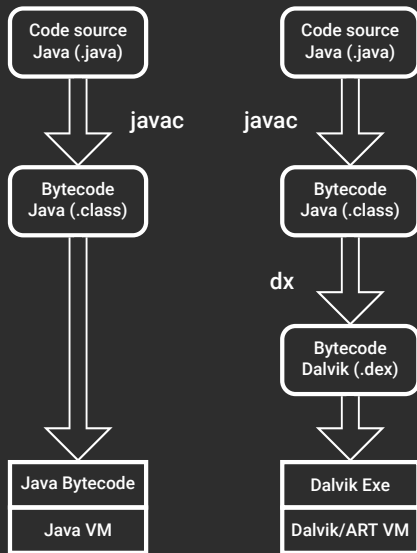 Code source
Java (.java)
javac
Bytecode
Java (.class)
Java Bytecode
Java VM
Code source
Java (.java)
javac
Bytecode
Java (.class)
dx
Bytecode
Dalvik (.dex)
Dalvik Exe
Dalvik/ART VM